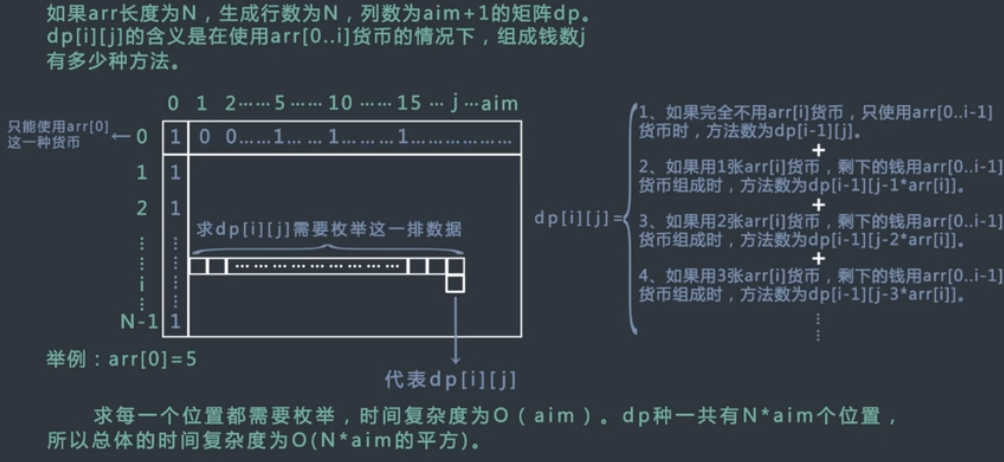 如果arr长度为N，生成行数为N，列数为aim+1的矩阵dp。
dp[i][j]的含义是在使用arr[0..i]货币的情况下，组成钱数j
有多少种方法。
0 1 2……5……10……15…j…aim
只能使用arr[0]
这一种货币
←0 1 0 0……1……1………1………………
1 1
2 1
i
N-1 1
求dp[i][j]需要枚举这一排数据
………………………
代表dp[i][j]
举例：arr[0]=5
dp[i][j]=
1、如果完全不用arr[i]货币，只使用arr[0..i-1]
货币时，方法数为dp[i-1][j]。
+
2、如果用1张arr[i]货币，剩下的钱用arr[0..i-1]
货币组成时，方法数为dp[i-1][j-1*arr[i]]。
+
3、如果用2张arr[i]货币，剩下的钱用arr[0..i-1]
货币组成时，方法数为dp[i-1][j-2*arr[i]]。
+
4、如果用3张arr[i]货币，剩下的钱用arr[0..i-1]
货币组成时，方法数为dp[i-1][j-3*arr[i]]。
求每一个位置都需要枚举，时间复杂度为O（aim）。dp种一共有N*aim个位置，
所以总体的时间复杂度为O(N*aim的平方)。